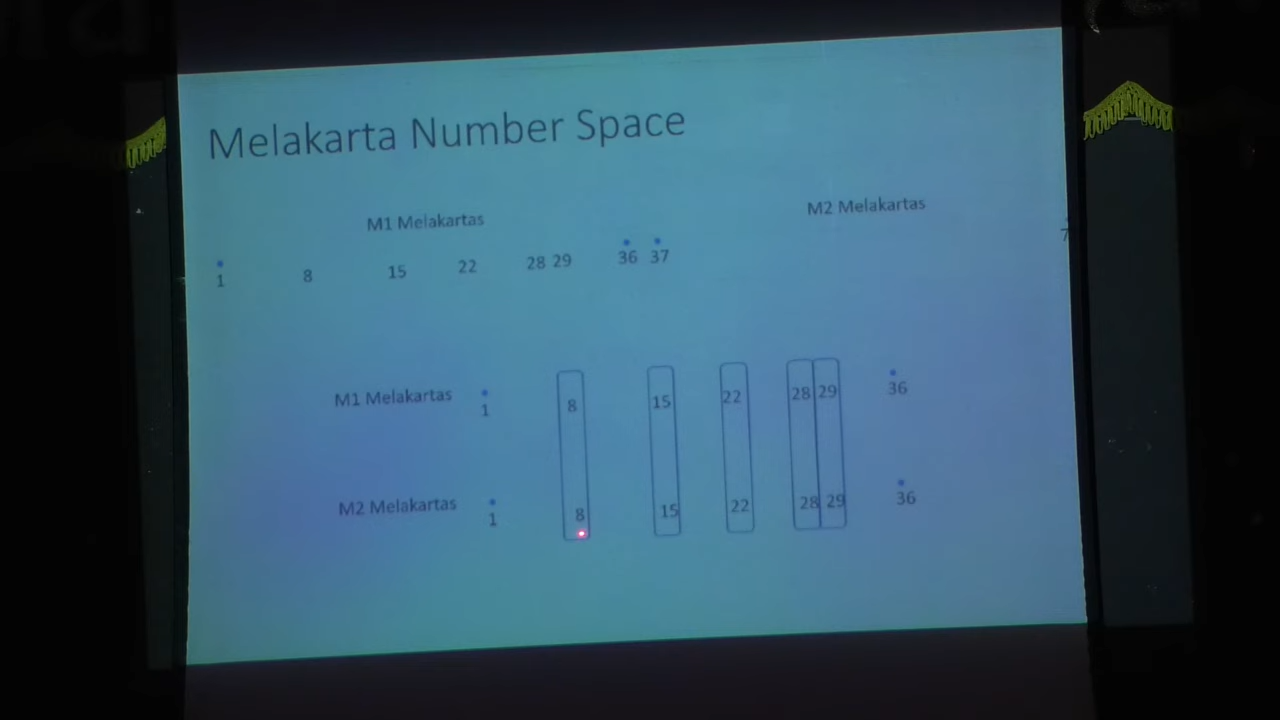 Melakarta Number Space
M1 Melakartas
M2 Melakartas
1 8 15 22 28 29 36 37
M1 Melakartas 1 8 15 22 28 29 36
M2 Melakartas 1 8 15 22 28 29 36